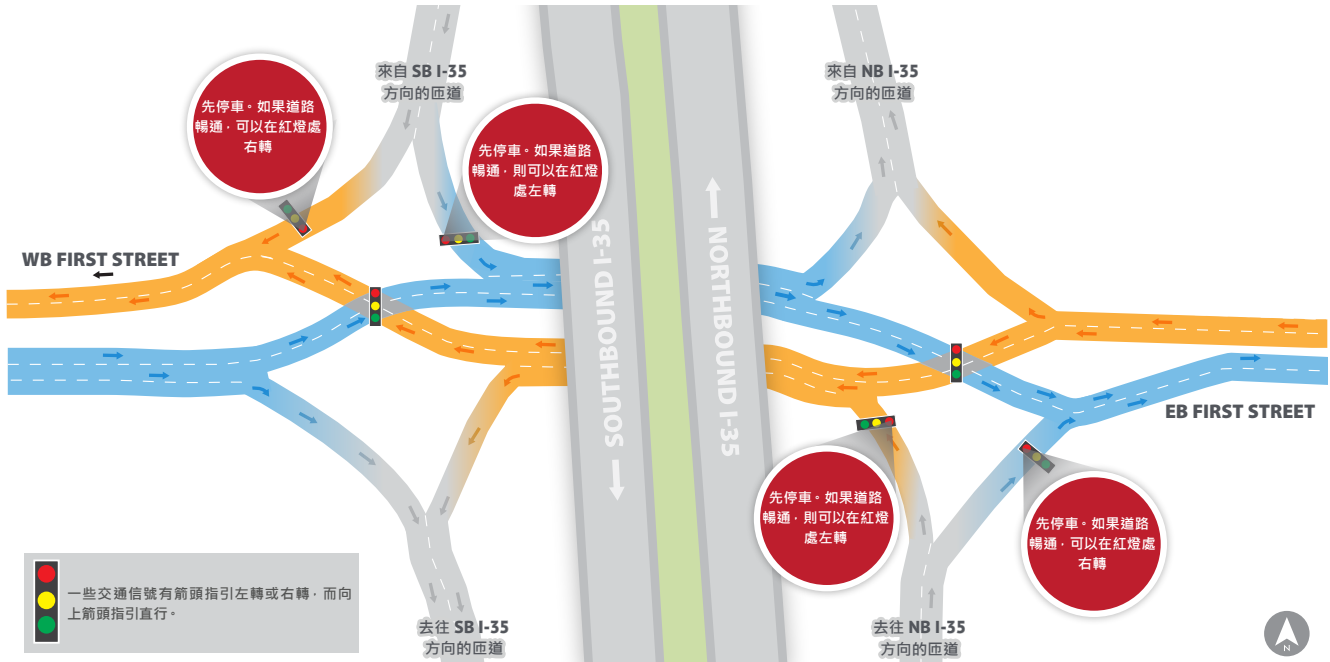 來自 SB I-35
方向的匝道
來自 NB I-35
方向的匝道
先停車。如果道路
暢通，可以在紅燈處
右轉
先停車。如果道路
暢通，則可以在紅燈
處左轉
WB FIRST STREET
SOUTHBOUND I-35
NORTHBOUND I-35
EB FIRST STREET
先停車。如果道路
暢通，則可以在紅燈
處左轉
先停車。如果道路
暢通，可以在紅燈處
右轉
一些交通信號有箭頭指引左轉或右轉，而向
上箭頭指引直行。
去往 SB I-35
方向的匝道
去往 NB I-35
方向的匝道
N